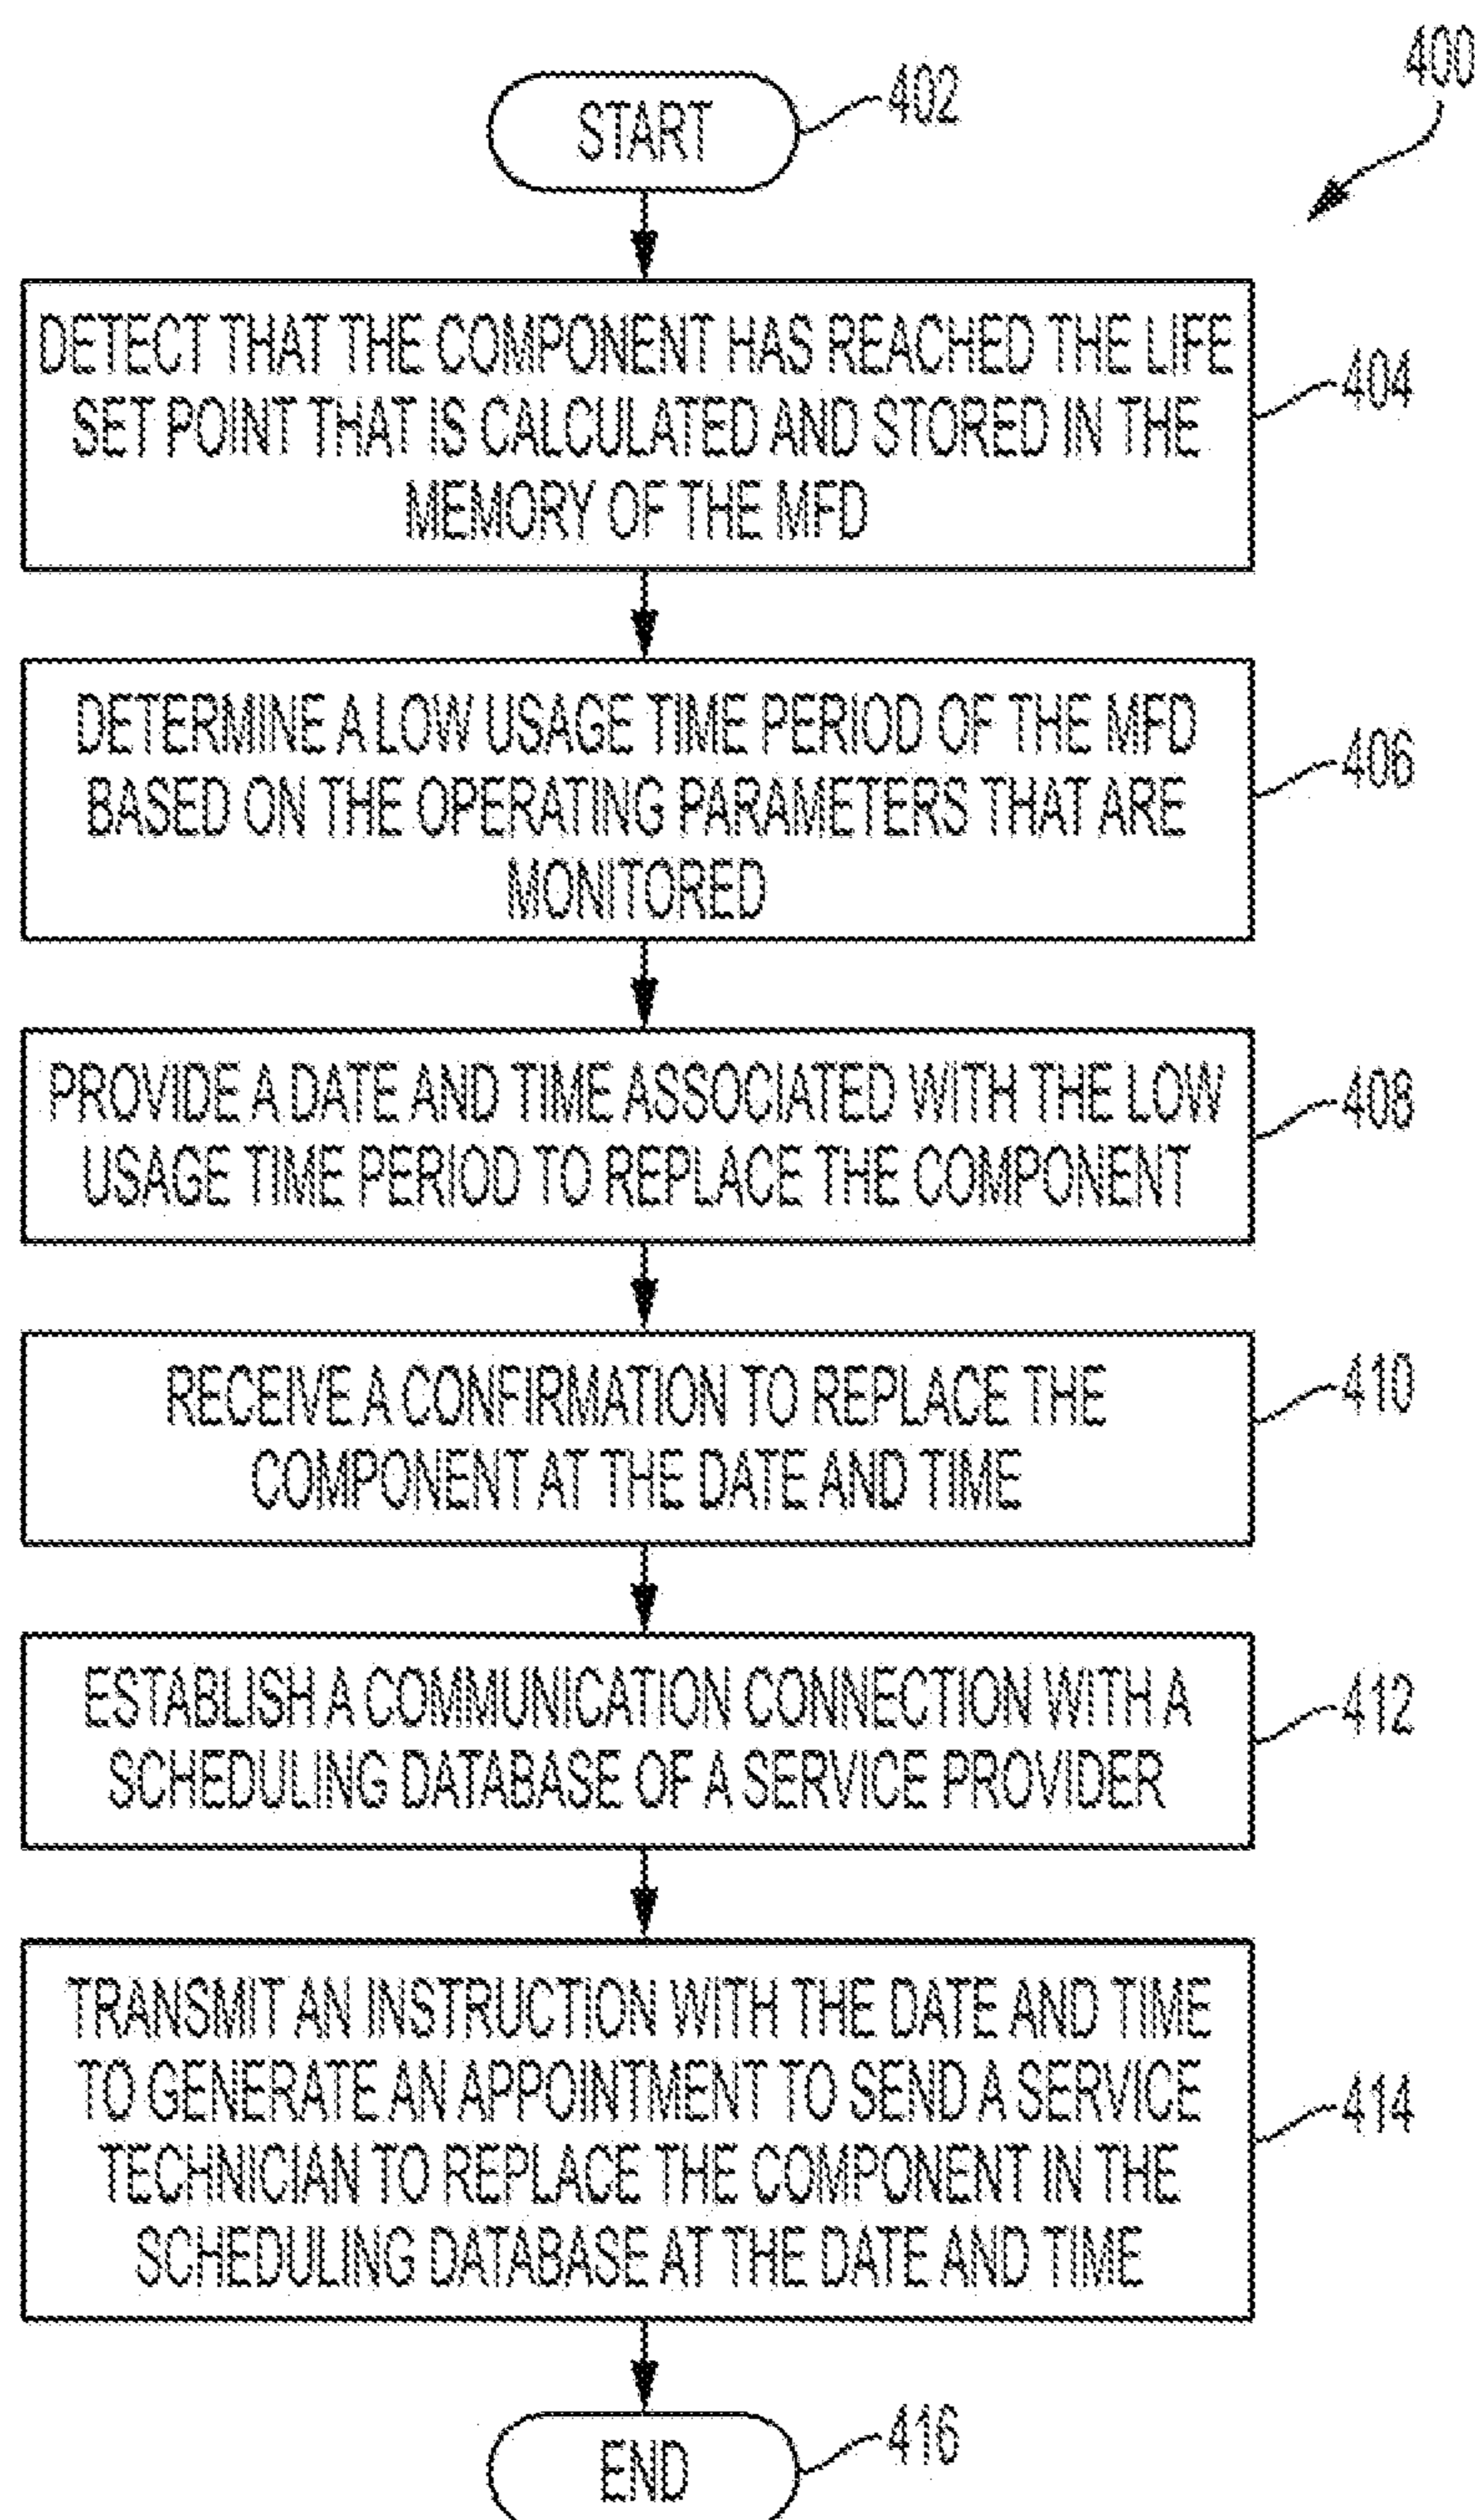 400
START
402
DETECT THAT THE COMPONENT HAS REACHED THE LIFE
SET POINT THAT IS CALCULATED AND STORED IN THE
MEMORY OF THE MFD
404
DETERMINE A LOW USAGE TIME PERIOD OF THE MFD
BASED ON THE OPERATING PARAMETERS THAT ARE
MONITORED
406
PROVIDE A DATE AND TIME ASSOCIATED WITH THE LOW
USAGE TIME PERIOD TO REPLACE THE COMPONENT
408
RECEIVE A CONFIRMATION TO REPLACE THE
COMPONENT AT THE DATE AND TIME
410
ESTABLISH A COMMUNICATION CONNECTION WITH A
SCHEDULING DATABASE OF A SERVICE PROVIDER
412
TRANSMIT AN INSTRUCTION WITH THE DATE AND TIME
TO GENERATE AN APPOINTMENT TO SEND A SERVICE
TECHNICIAN TO REPLACE THE COMPONENT IN THE
SCHEDULING DATABASE AT THE DATE AND TIME
414
END
416